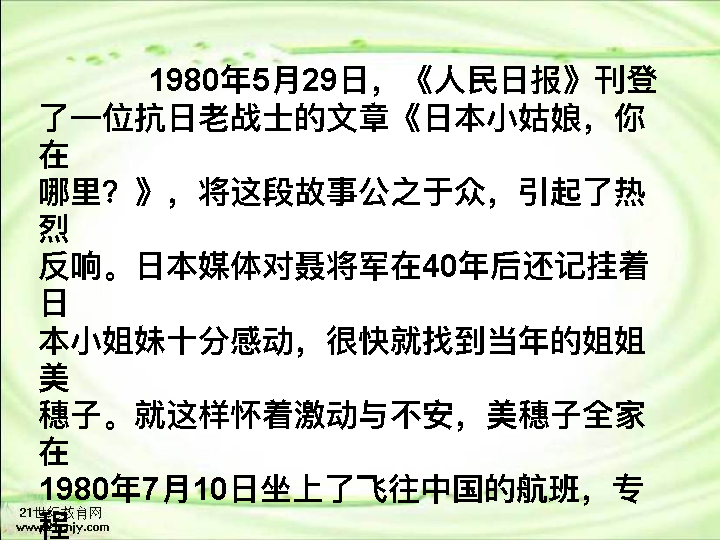 1980年5月29日，《人民日报》刊登
了一位抗日老战士的文章《日本小姑娘，你
在
哪里？》，将这段故事公之于众，引起了热
烈
反响。日本媒体对聂将军在40年后还记挂着
日
本小姐妹十分感动，很快就找到当年的姐姐
美
穗子。就这样怀着激动与不安，美穗子全家
在
1980年7月10日坐上了飞往中国的航班，专
程
21世纪教育网
www.21cnjy.com